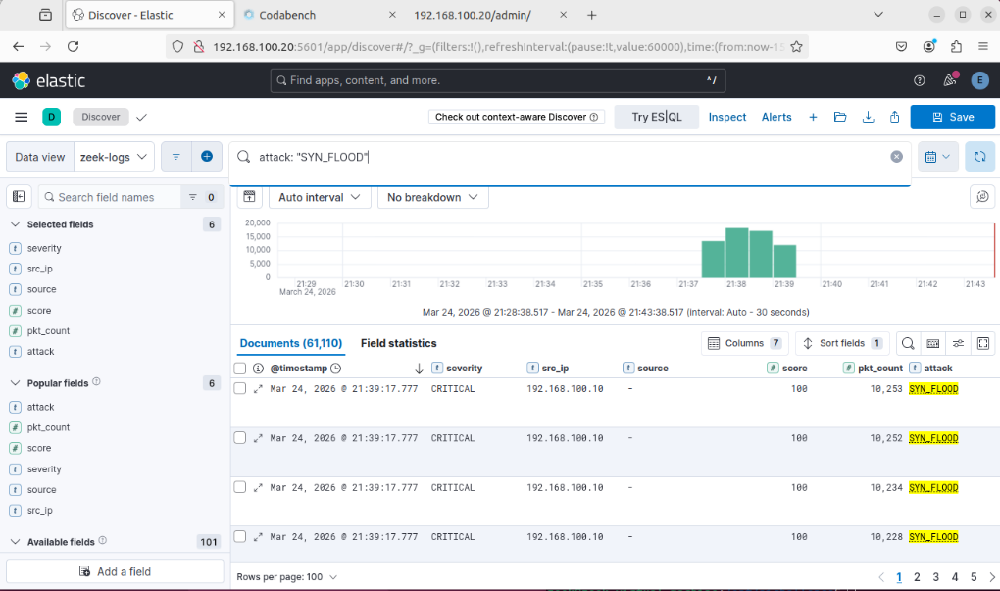 Discover - Elastic
Codabench
192.168.100.20/admin/
192.168.100.20:5601/app/discover#/?_g=(filters:!(),refreshInterval:(pause:!t,value:60000),time:(from:now-15
elastic
Find apps, content, and more.
^/
E
D
Discover
Check out context-aware Discover
Try ES|QL
Inspect
Alerts
Save
Data view
zeek-logs
attack: "SYN_FLOOD"
Search field names
0
Auto interval
No breakdown
Selected fields
6
t severity
t src_ip
t source
# score
# pkt_count
t attack
20,000
15,000
10,000
5,000
0
21:29 21:30 21:31 21:32 21:33 21:34 21:35 21:36 21:37 21:38 21:39 21:40 21:41 21:42 21:43
March 24, 2026
Mar 24, 2026 @ 21:28:38.517 - Mar 24, 2026 @ 21:43:38.517 (interval: Auto - 30 seconds)
Documents (61,110)
Field statistics
Columns 7
Sort fields 1
@timestamp t severity t src_ip t source # score # pkt_count t attack
Mar 24, 2026 @ 21:39:17.777 CRITICAL 192.168.100.10 - 100 10,253 SYN_FLOOD
Mar 24, 2026 @ 21:39:17.777 CRITICAL 192.168.100.10 - 100 10,252 SYN_FLOOD
Mar 24, 2026 @ 21:39:17.777 CRITICAL 192.168.100.10 - 100 10,234 SYN_FLOOD
Mar 24, 2026 @ 21:39:17.777 CRITICAL 192.168.100.10 - 100 10,228 SYN_FLOOD
Popular fields
6
t attack
# pkt_count
# score
t severity
t source
t src_ip
Available fields
101
Add a field
Rows per page: 100
1 2 3 4 5